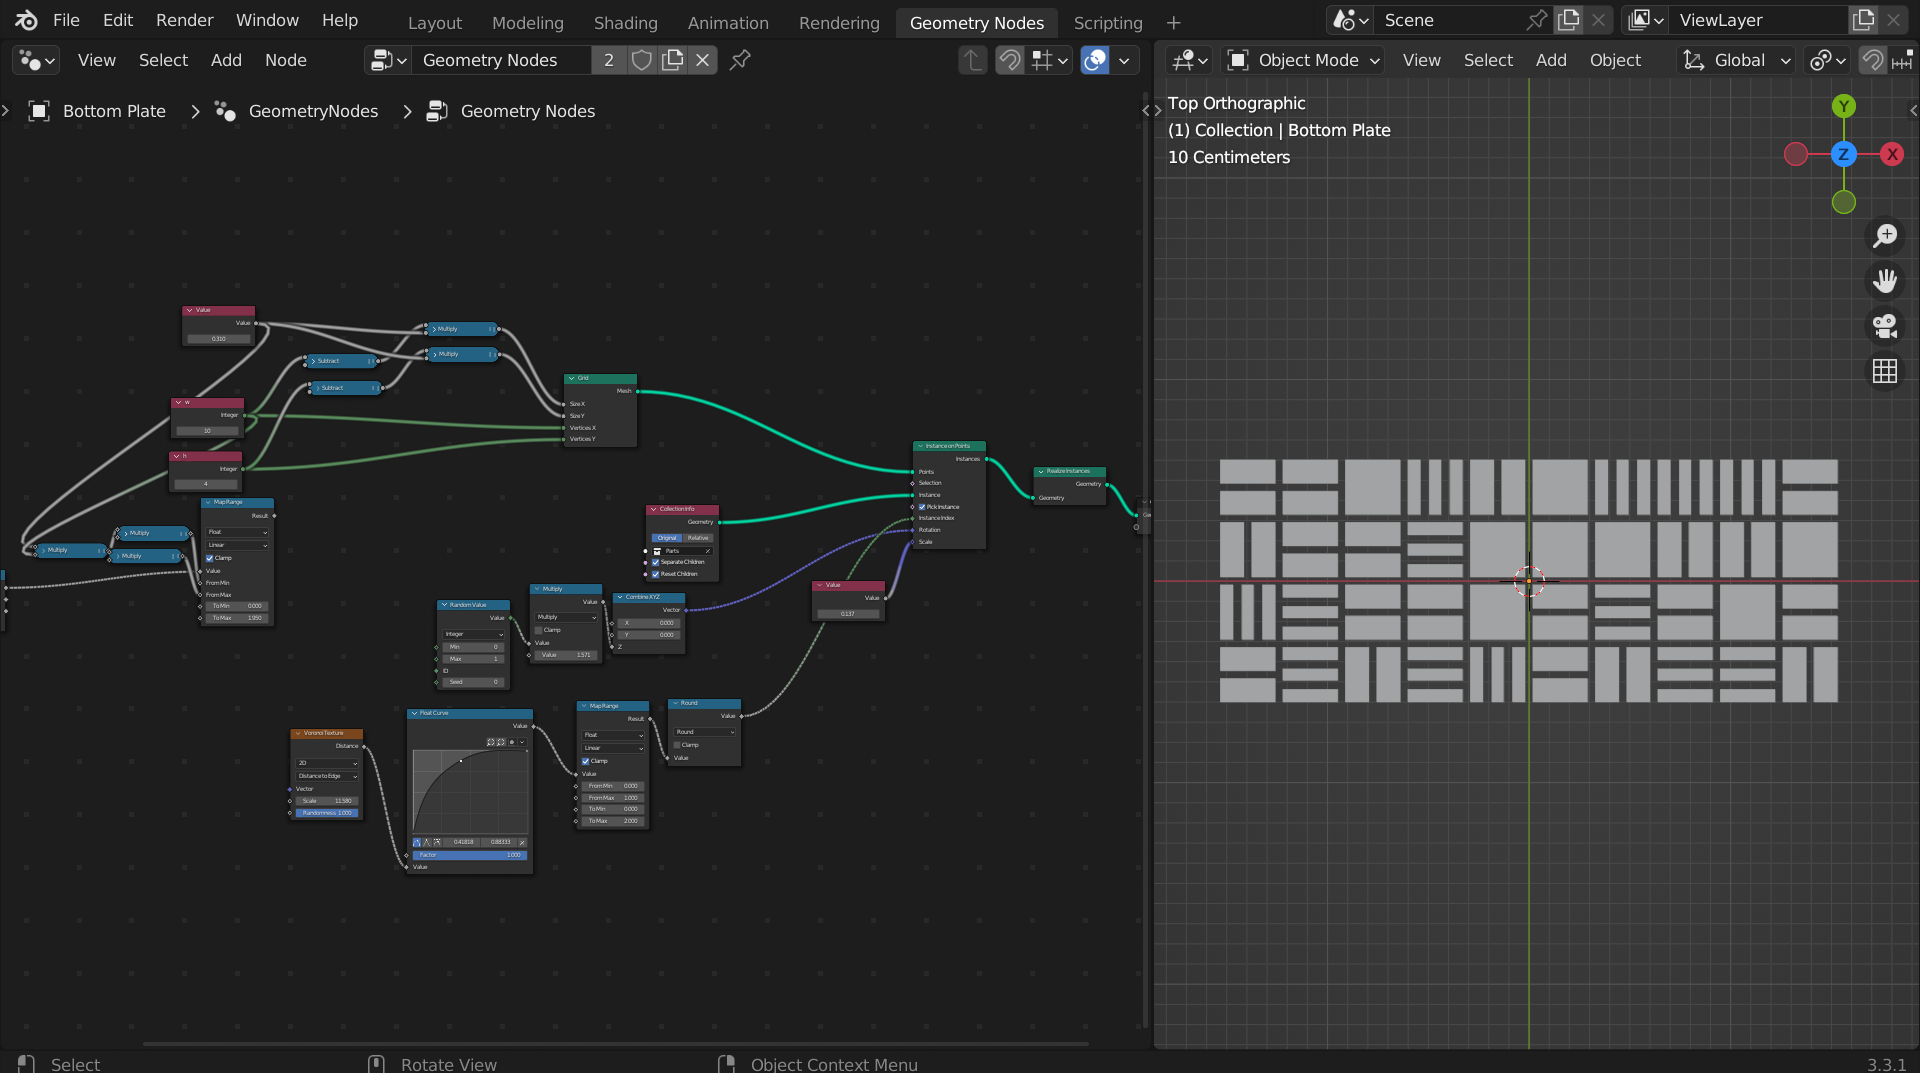 File Edit Render Window Help Layout Modeling Shading Animation Rendering Geometry Nodes Scripting + Scene ViewLayer
View Select Add Node Geometry Nodes 2 Object Mode View Select Add Object Global
Bottom Plate > GeometryNodes > Geometry Nodes
Top Orthographic
(1) Collection | Bottom Plate
10 Centimeters
Y
Z
X
Value
Value
0.310
Multiply
Multiply
Subtract
Subtract
w
Integer
10
h
Integer
4
Grid
Mesh
Size X
Size Y
Vertices X
Vertices Y
Map Range
Result
Float
Linear
Clamp
Value
From Min
From Max
To Min 0.000
To Max 1.950
Multiply
Multiply
Multiply
Instance on Points
Instances
Points
Selection
Instance
Pick Instance
Instance Index
Rotation
Scale
Realize Instances
Geometry
Geometry
Ge
Collection Info
Geometry
Original Relative
Parts
Separate Children
Reset Children
Value
Value
0.137
Random Value
Value
Integer
Min 0
Max 1
ID
Seed 0
Multiply
Value
Multiply
Clamp
Value
Value 1.571
Combine XYZ
Vector
X 0.000
Y 0.000
Z
Voronoi Texture
Distance
2D
Distance to Edge
Vector
Scale 11.580
Randomness 1.000
Float Curve
Value
0.41818 0.88333
Factor 1.000
Value
Map Range
Result
Float
Linear
Clamp
Value
From Min 0.000
From Max 1.000
To Min 0.000
To Max 2.000
Round
Value
Round
Clamp
Value
Select Rotate View Object Context Menu 3.3.1